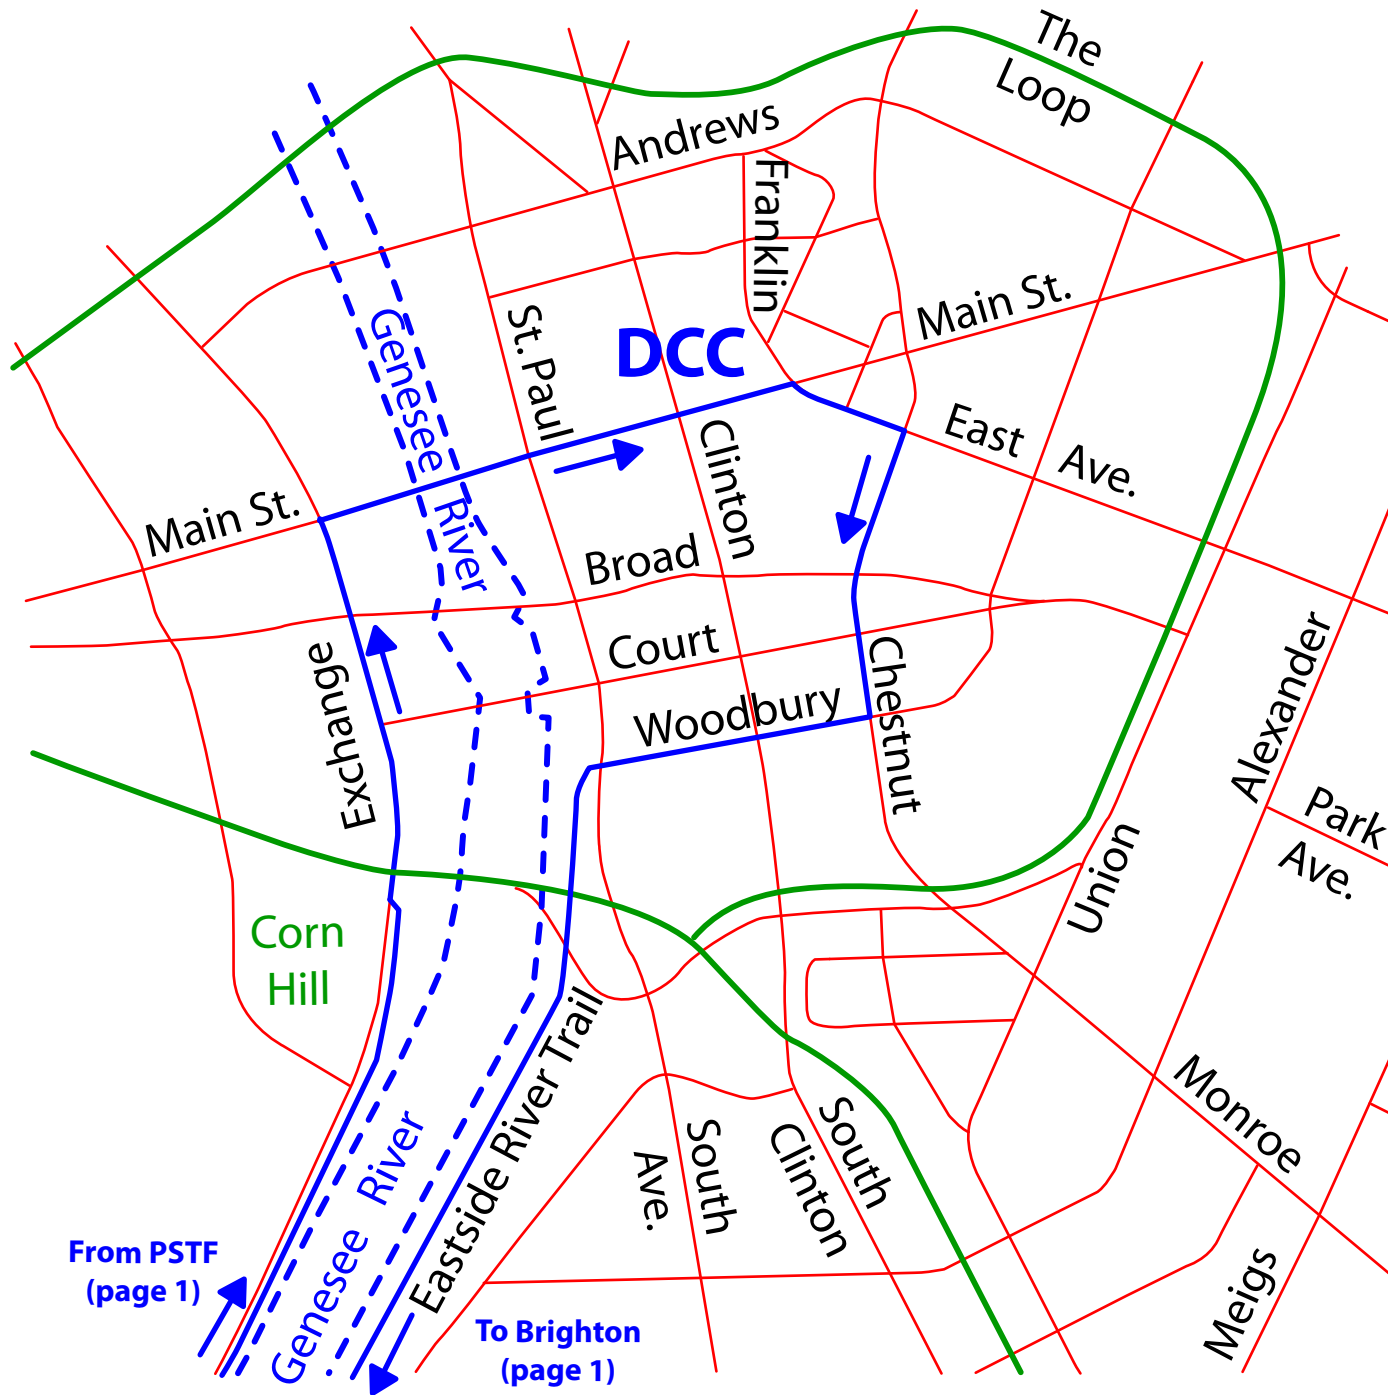 The
Loop
Andrews
Franklin
Main St.
Genesee River
St. Paul
DCC
East Ave.
Clinton
Main St.
Broad
Court
Woodbury
Exchange
Chestnut
Alexander
Park
Ave.
Union
Corn
Hill
Eastside River Trail
Monroe
South
Ave.
South
Clinton
Genesee River
From PSTF
(page 1)
To Brighton
(page 1)
Meigs